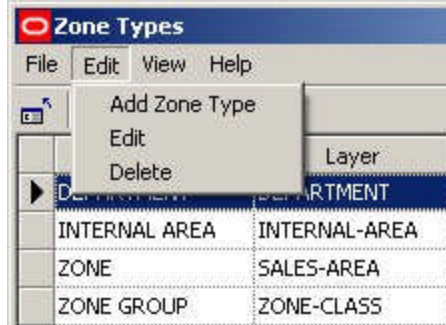 Zone Types
File Edit View Help
Add Zone Type
Edit
Delete
Layer
DEPARTMENT
INTERNAL AREA INTERNAL-AREA
ZONE SALES-AREA
ZONE GROUP ZONE-CLASS